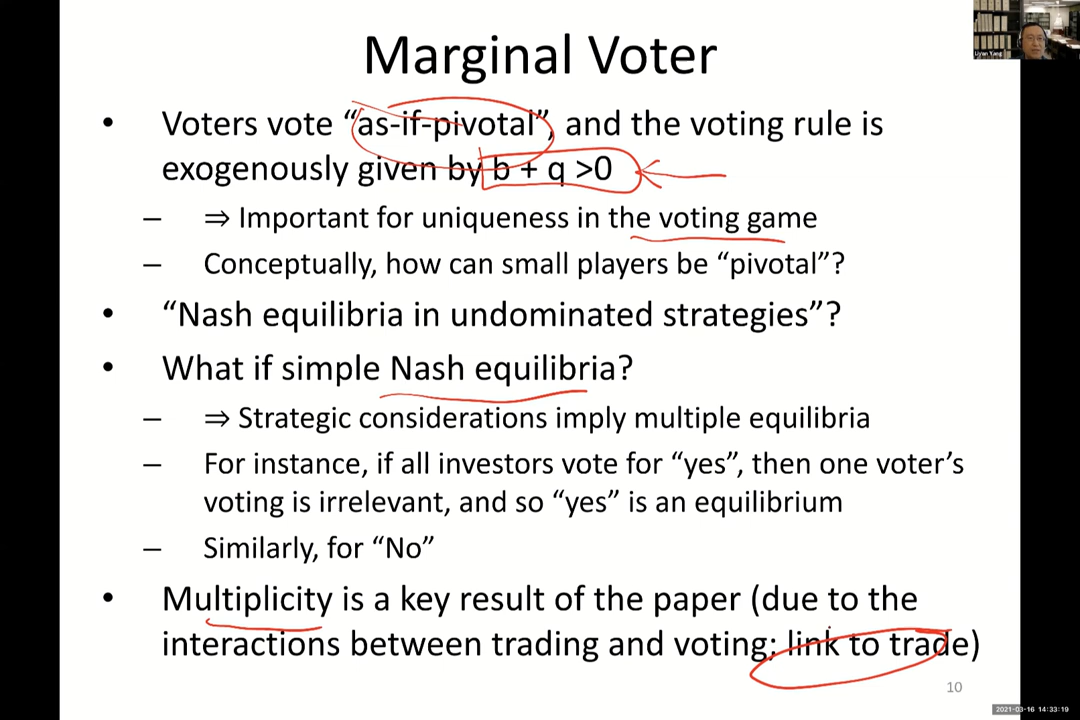 Marginal Voter
Liyan Yang
• Voters vote “as-if-pivotal”, and the voting rule is
exogenously given by b + q >0
– ⇒ Important for uniqueness in the voting game
– Conceptually, how can small players be “pivotal”?
• “Nash equilibria in undominated strategies”?
• What if simple Nash equilibria?
– ⇒ Strategic considerations imply multiple equilibria
– For instance, if all investors vote for “yes”, then one voter’s
voting is irrelevant, and so “yes” is an equilibrium
– Similarly, for “No”
• Multiplicity is a key result of the paper (due to the
interactions between trading and voting; link to trade)
10
2021-03-16 14:33:19